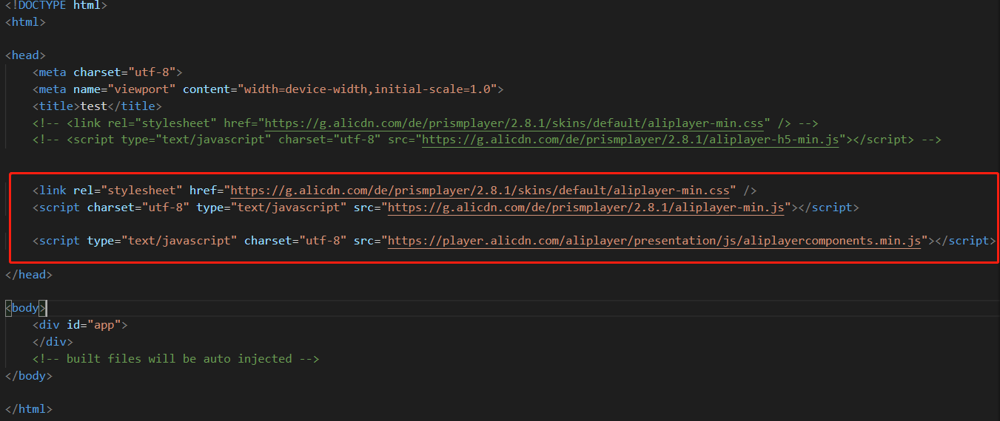 <!DOCTYPE html>
<html>
<head>
<meta charset="utf-8">
<meta name="viewport" content="width=device-width,initial-scale=1.0">
<title>test</title>
<!-- <link rel="stylesheet" href="https://g.alicdn.com/de/prismplayer/2.8.1/skins/default/aliplayer-min.css" /> -->
<!-- <script type="text/javascript" charset="utf-8" src="https://g.alicdn.com/de/prismplayer/2.8.1/aliplayer-h5-min.js"></script> -->
<link rel="stylesheet" href="https://g.alicdn.com/de/prismplayer/2.8.1/skins/default/aliplayer-min.css" />
<script charset="utf-8" type="text/javascript" src="https://g.alicdn.com/de/prismplayer/2.8.1/aliplayer-min.js"></script>
<script type="text/javascript" charset="utf-8" src="https://player.alicdn.com/aliplayer/presentation/js/aliplayercomponents.min.js"></script>
</head>
<body>
<div id="app">
</div>
<!-- built files will be auto injected -->
</body>
</html>